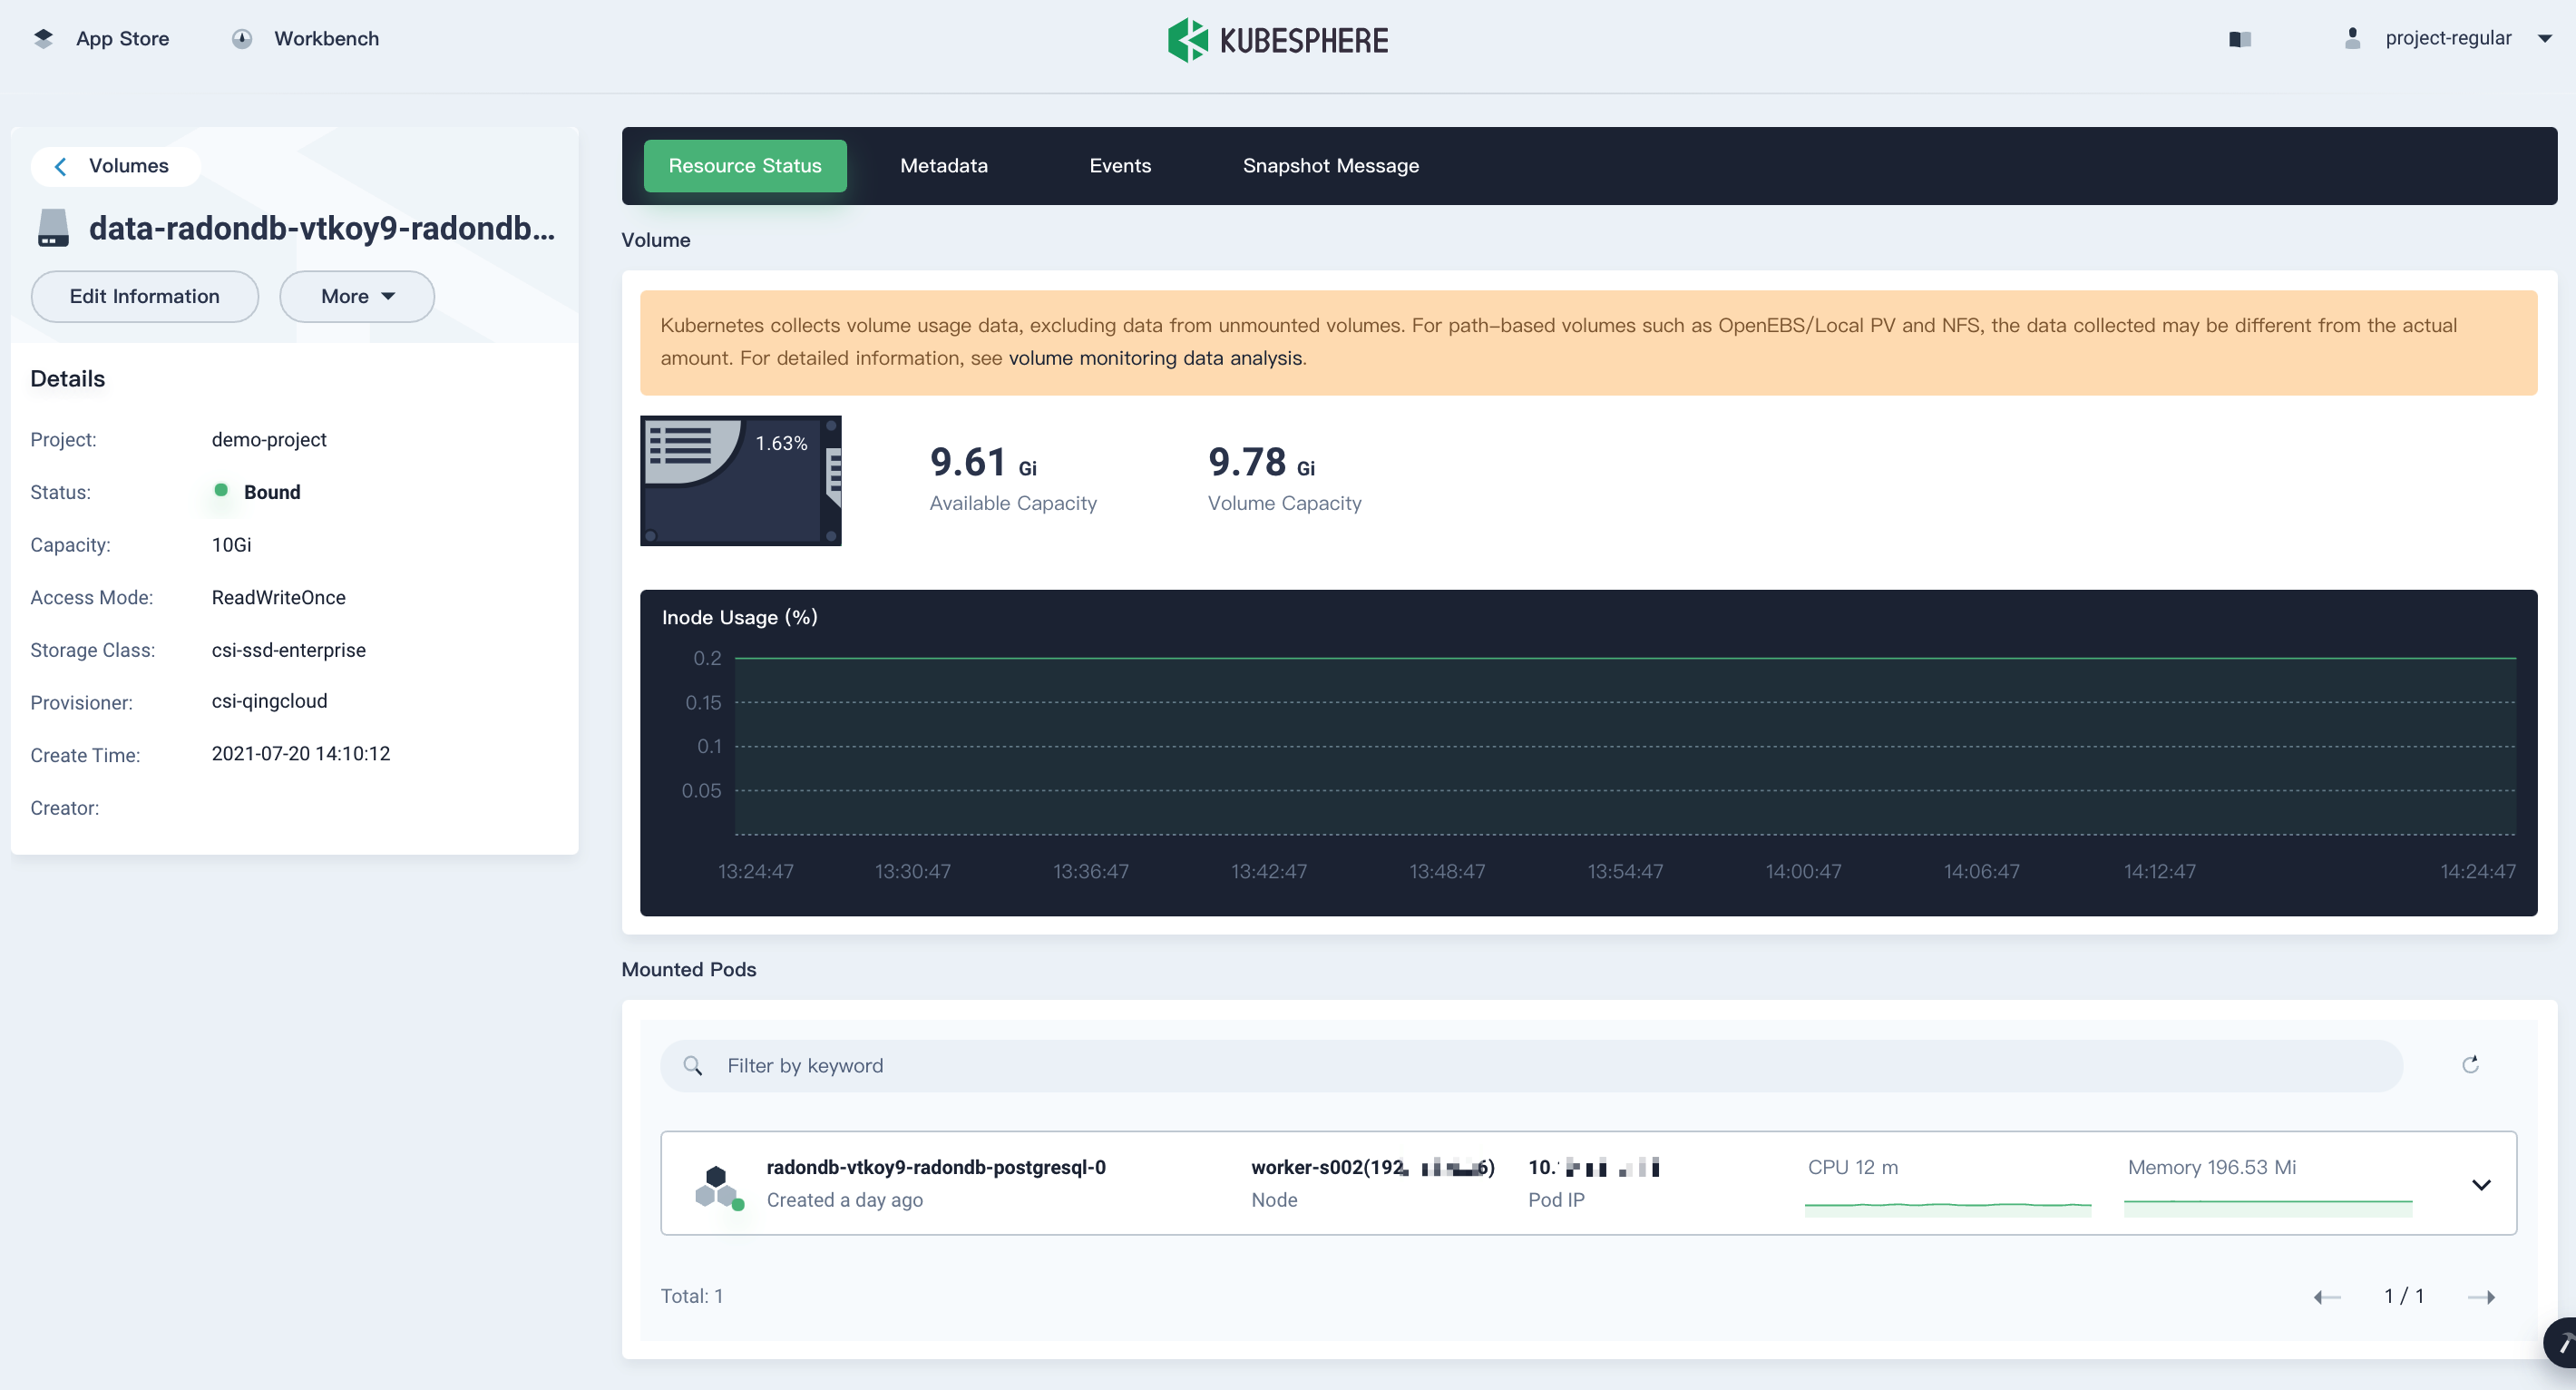 App Store
Workbench
KUBESPHERE
project-regular
Volumes
data-radondb-vtkoy9-radondb...
Edit Information
More
Details
Project: demo-project
Status: Bound
Capacity: 10Gi
Access Mode: ReadWriteOnce
Storage Class: csi-ssd-enterprise
Provisioner: csi-qingcloud
Create Time: 2021-07-20 14:10:12
Creator:
Resource Status
Metadata
Events
Snapshot Message
Volume
Kubernetes collects volume usage data, excluding data from unmounted volumes. For path-based volumes such as OpenEBS/Local PV and NFS, the data collected may be different from the actual
amount. For detailed information, see volume monitoring data analysis.
1.63%
9.61 Gi
Available Capacity
9.78 Gi
Volume Capacity
Inode Usage (%)
0.2
0.15
0.1
0.05
13:24:47 13:30:47 13:36:47 13:42:47 13:48:47 13:54:47 14:00:47 14:06:47 14:12:47 14:24:47
Mounted Pods
Filter by keyword
radondb-vtkoy9-radondb-postgresql-0
Created a day ago
worker-s002(192
Node
10.
Pod IP
CPU 12 m
Memory 196.53 Mi
Total: 1
1 / 1